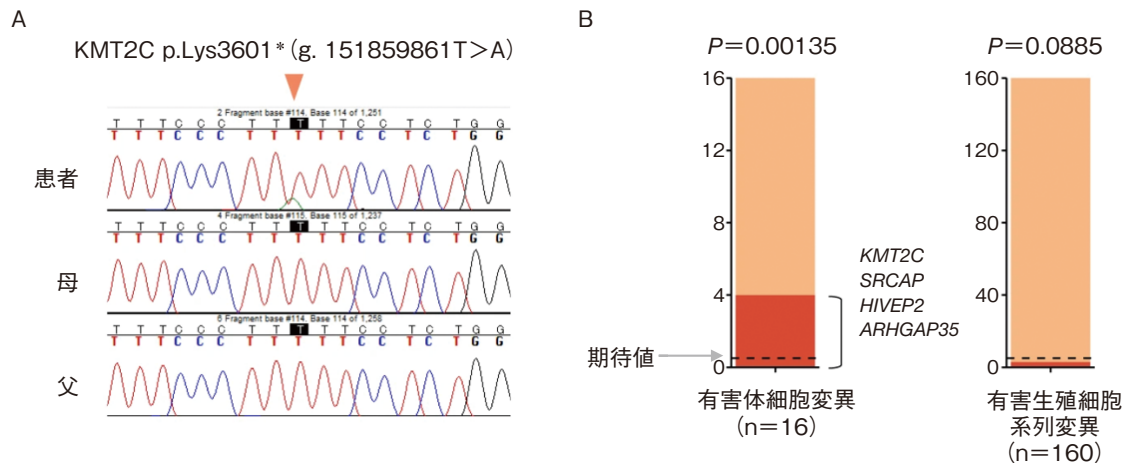 A
KMT2C p.Lys3601* (g. 151859861T>A)
患者
2 Fragment base #114. Base 114 of 1,251
T T T C C C T T T T T C C T C T G G
T T T C C C T T T T T C C T C T G G
母
4 Fragment base #115. Base 115 of 1,237
T T T C C C T T T T T C C T C T G G
T T T C C C T T T T T C C T C T G G
父
6 Fragment base #114. Base 114 of 1,258
T T T C C C T T T T T C C T C T G G
T T T C C C T T T T T C C T C T G G
B
P=0.00135
16
12
8
4
0
期待値
KMT2C
SRCAP
HIVEP2
ARHGAP35
有害体細胞変異
(n=16)
P=0.0885
160
120
80
40
0
有害生殖細胞
系列変異
(n=160)